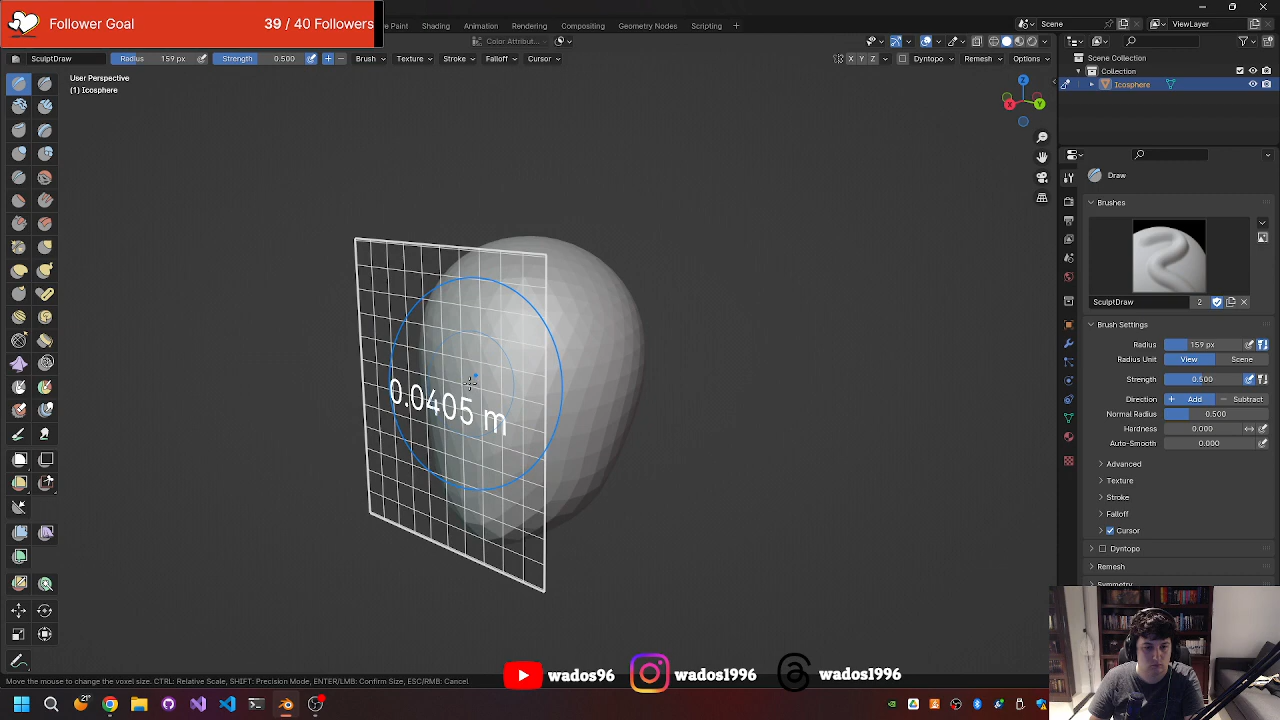 Follower Goal 39 / 40 Followers
e Paint Shading Animation Rendering Compositing Geometry Nodes Scripting + Scene ViewLayer
Color Attribut...
SculptDraw Radius 159 px Strength 0.500 Brush Texture Stroke Falloff Cursor X Y Z Dyntopo Remesh Options
Scene Collection
Collection
Icosphere
User Perspective
(1) Icosphere
Z
X
Y
Draw
Brushes
SculptDraw 2
Brush Settings
Radius 159 px
Radius Unit View Scene
Strength 0.500
Direction + Add − Subtract
Normal Radius 0.500
Hardness 0.000
Auto-Smooth 0.000
Advanced
Texture
Stroke
Falloff
Cursor
Dyntopo
Remesh
Symmetry
0.0405 m
wados96 wados1996 wados1996
Move the mouse to change the voxel size. CTRL: Relative Scale, SHIFT: Precision Mode, ENTER/LMB: Confirm Size, ESC/RMB: Cancel.